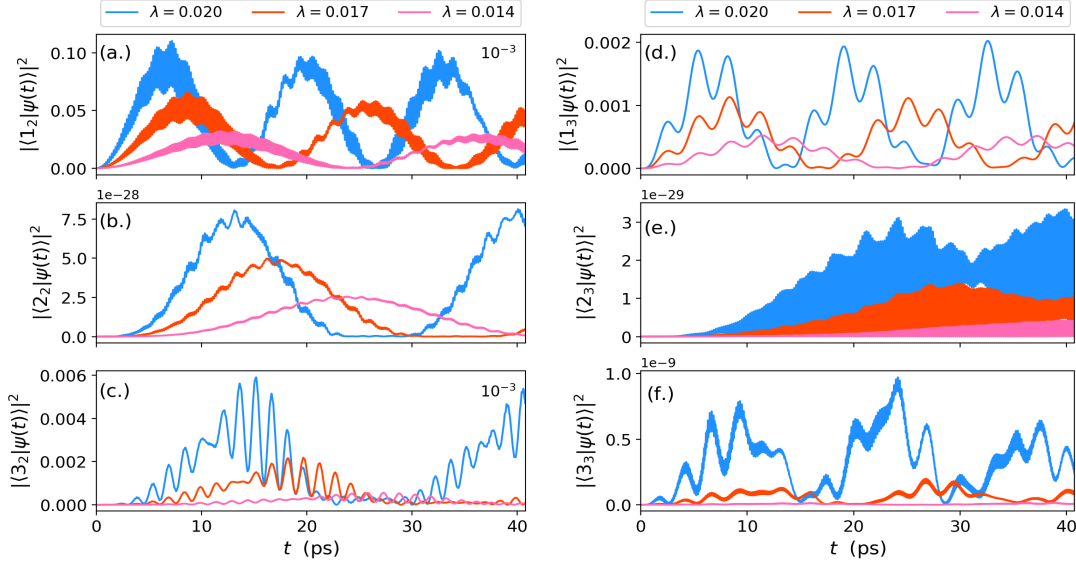 λ = 0.020 λ = 0.017 λ = 0.014
λ = 0.020 λ = 0.017 λ = 0.014
(a.) 10⁻³
|⟨1₂|ψ(t)⟩|²
0.10
0.05
0.00
(d.)
|⟨1₃|ψ(t)⟩|²
0.002
0.001
0.000
1e−28
(b.)
|⟨2₂|ψ(t)⟩|²
7.5
5.0
2.5
0.0
1e−29
(e.)
|⟨2₃|ψ(t)⟩|²
3
2
1
0
(c.) 10⁻³
|⟨3₂|ψ(t)⟩|²
0.006
0.004
0.002
0.000
0 10 20 30 40
t (ps)
1e−9
(f.)
|⟨3₃|ψ(t)⟩|²
1.0
0.5
0.0
0 10 20 30 40
t (ps)